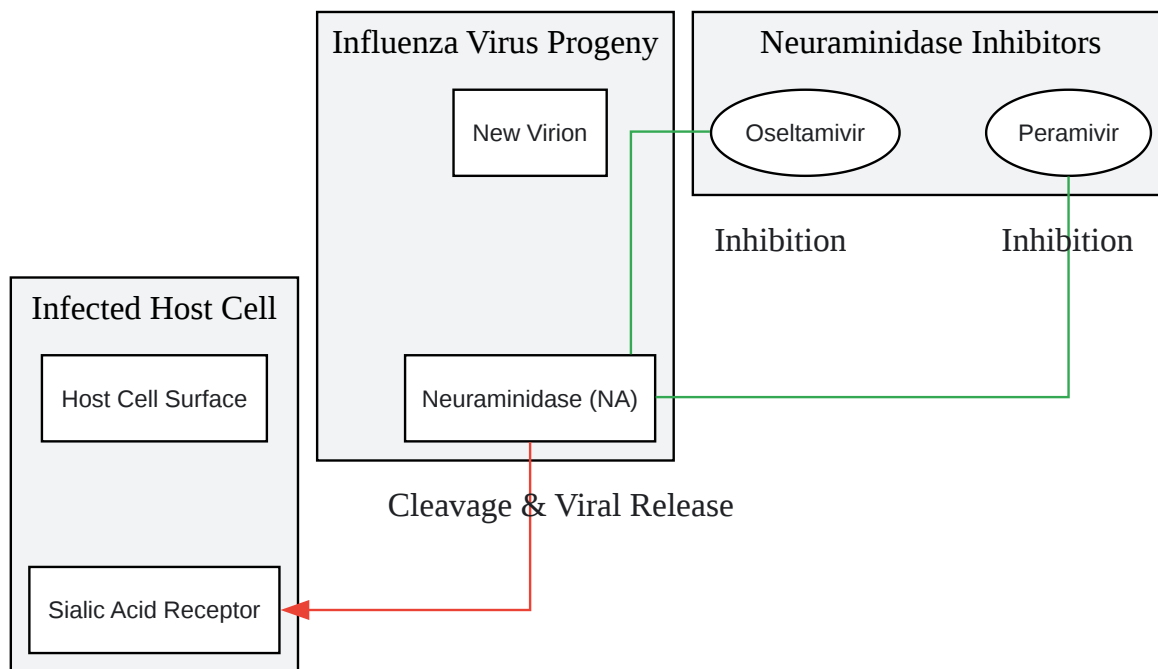 Influenza Virus Progeny
Neuraminidase Inhibitors
New Virion
Oseltamivir
Peramivir
Inhibition
Inhibition
Infected Host Cell
Host Cell Surface
Neuraminidase (NA)
Cleavage & Viral Release
Sialic Acid Receptor